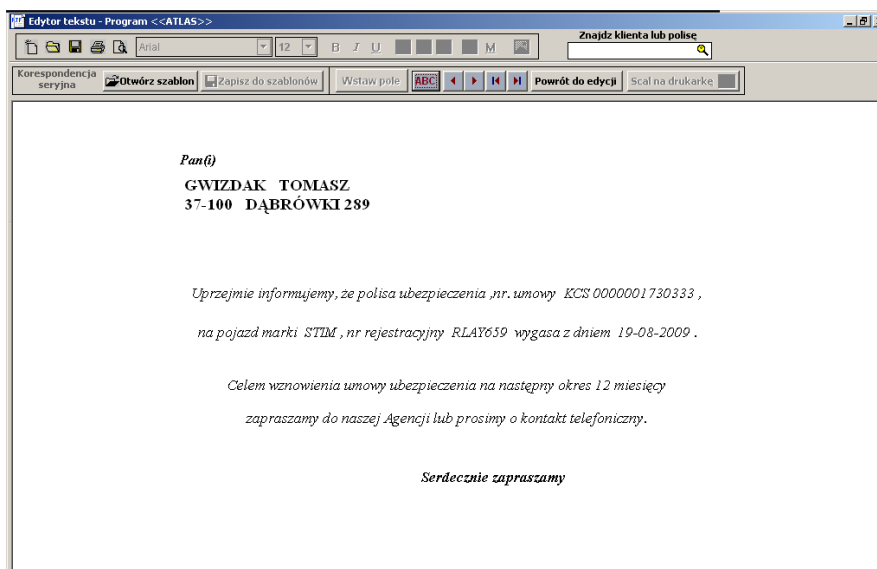 Edytor tekstu - Program <<ATLAS>>
Arial 12 B I U M
Znajdz klienta lub polisę
Korespondencja seryjna Otwórz szablon Zapisz do szablonów Wstaw pole ABC Powrót do edycji Scal na drukarkę
Pan(i)
GWIZDAK TOMASZ
37-100 DĄBRÓWKI 289
Uprzejmie informujemy, że polisa ubezpieczenia ,nr. umowy KCS 0000001730333 ,
na pojazd marki STIM , nr rejestracyjny RLAY659 wygasa z dniem 19-08-2009 .
Celem wznowienia umowy ubezpieczenia na następny okres 12 miesięcy
zapraszamy do naszej Agencji lub prosimy o kontakt telefoniczny.
Serdecznie zapraszamy